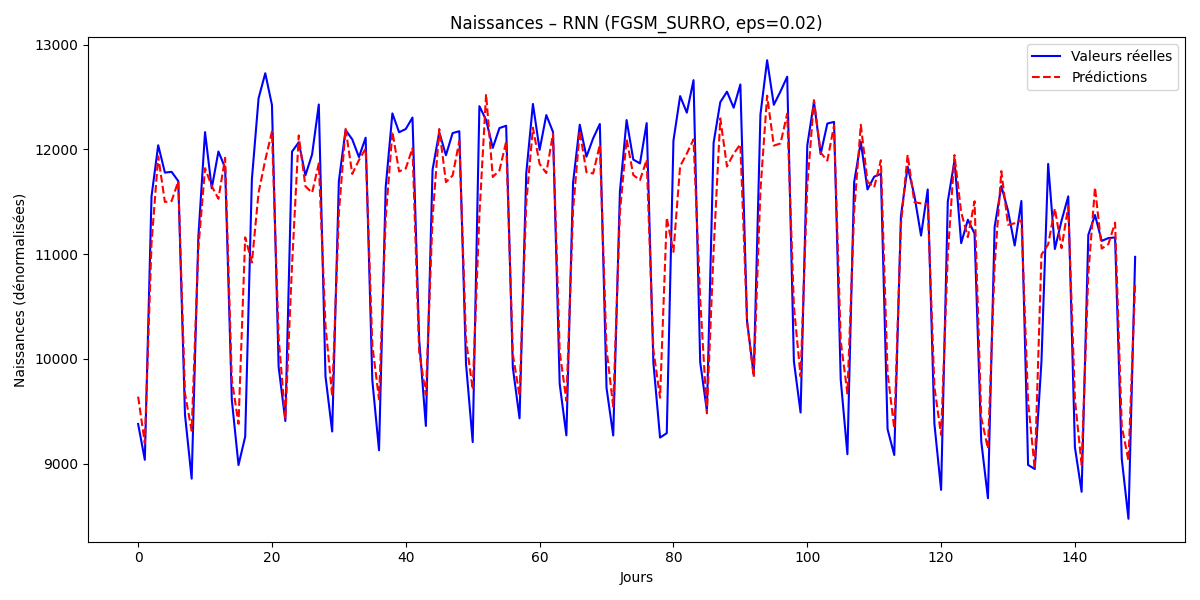 Naissances – RNN (FGSM_SURRO, eps=0.02)
Valeurs réelles
Prédictions
Naissances (dénormalisées)
13000
12000
11000
10000
9000
0 20 40 60 80 100 120 140
Jours